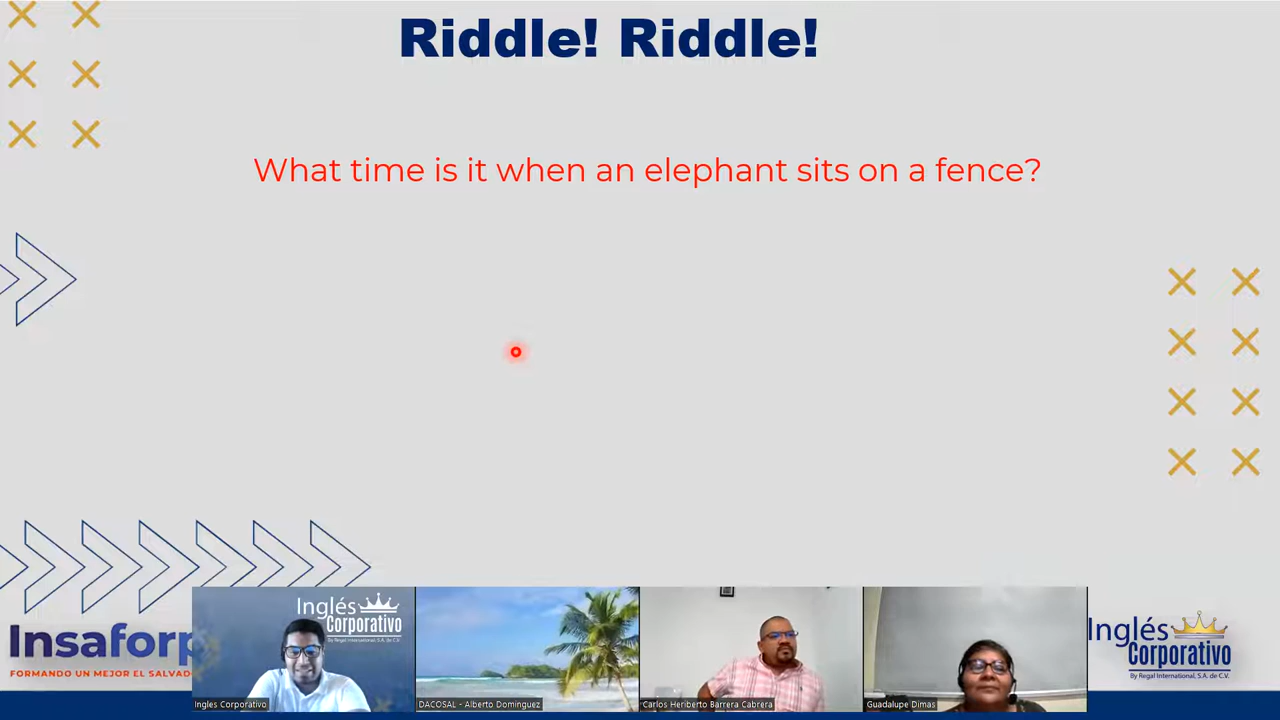 Riddle! Riddle!
What time is it when an elephant sits on a fence?
Insaforp
FORMANDO UN MEJOR EL SALVADO
Inglés
Corporativo
By Regal International, S.A. de C.V.
Ingles Corporativo
DACOSAL - Alberto Dominguez
Carlos Heriberto Barrera Cabrera
Guadalupe Dimas
Inglés
Corporativo
By Regal International, S.A. de C.V.